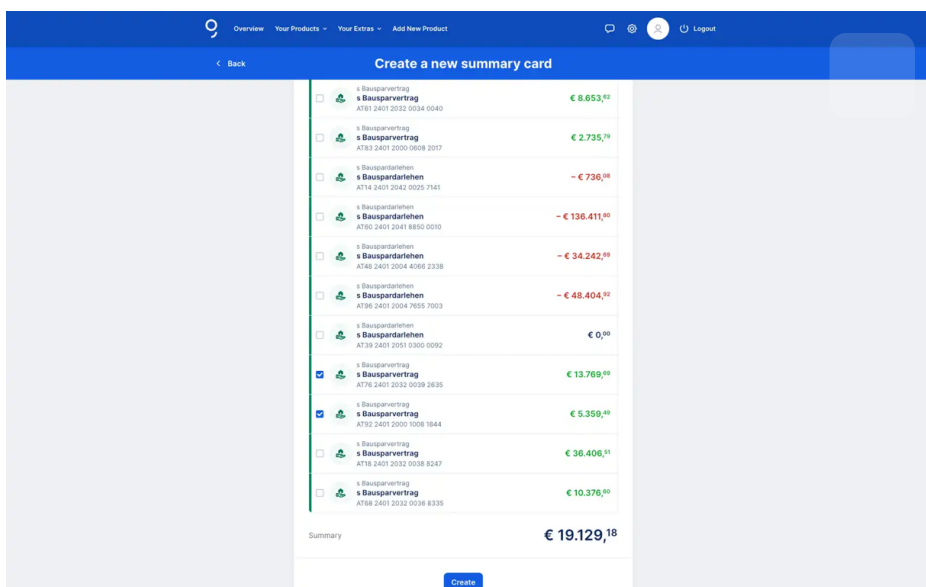 Overview Your Products Your Extras Add New Product Logout
Back Create a new summary card
s Bausparvertrag
s Bausparvertrag € 8.653,62
AT61 2401 2032 0034 0040
s Bausparvertrag
s Bausparvertrag € 2.735,79
AT83 2401 2000 0608 2017
s Bauspardarlehen
s Bauspardarlehen – € 736,08
AT14 2401 2042 0025 7141
s Bauspardarlehen
s Bauspardarlehen – € 136.411,80
AT60 2401 2041 8850 0010
s Bauspardarlehen
s Bauspardarlehen – € 34.242,69
AT46 2401 2004 4066 2338
s Bauspardarlehen
s Bauspardarlehen – € 48.404,92
AT96 2401 2004 7655 7003
s Bauspardarlehen
s Bauspardarlehen € 0,00
AT39 2401 2051 0300 0092
s Bausparvertrag
s Bausparvertrag € 13.769,69
AT76 2401 2032 0039 2635
s Bausparvertrag
s Bausparvertrag € 5.359,49
AT92 2401 2000 1008 1644
s Bausparvertrag
s Bausparvertrag € 36.406,51
AT18 2401 2032 0038 8247
s Bausparvertrag
s Bausparvertrag € 10.376,60
AT68 2401 2032 0036 8335
Summary € 19.129,18
Create